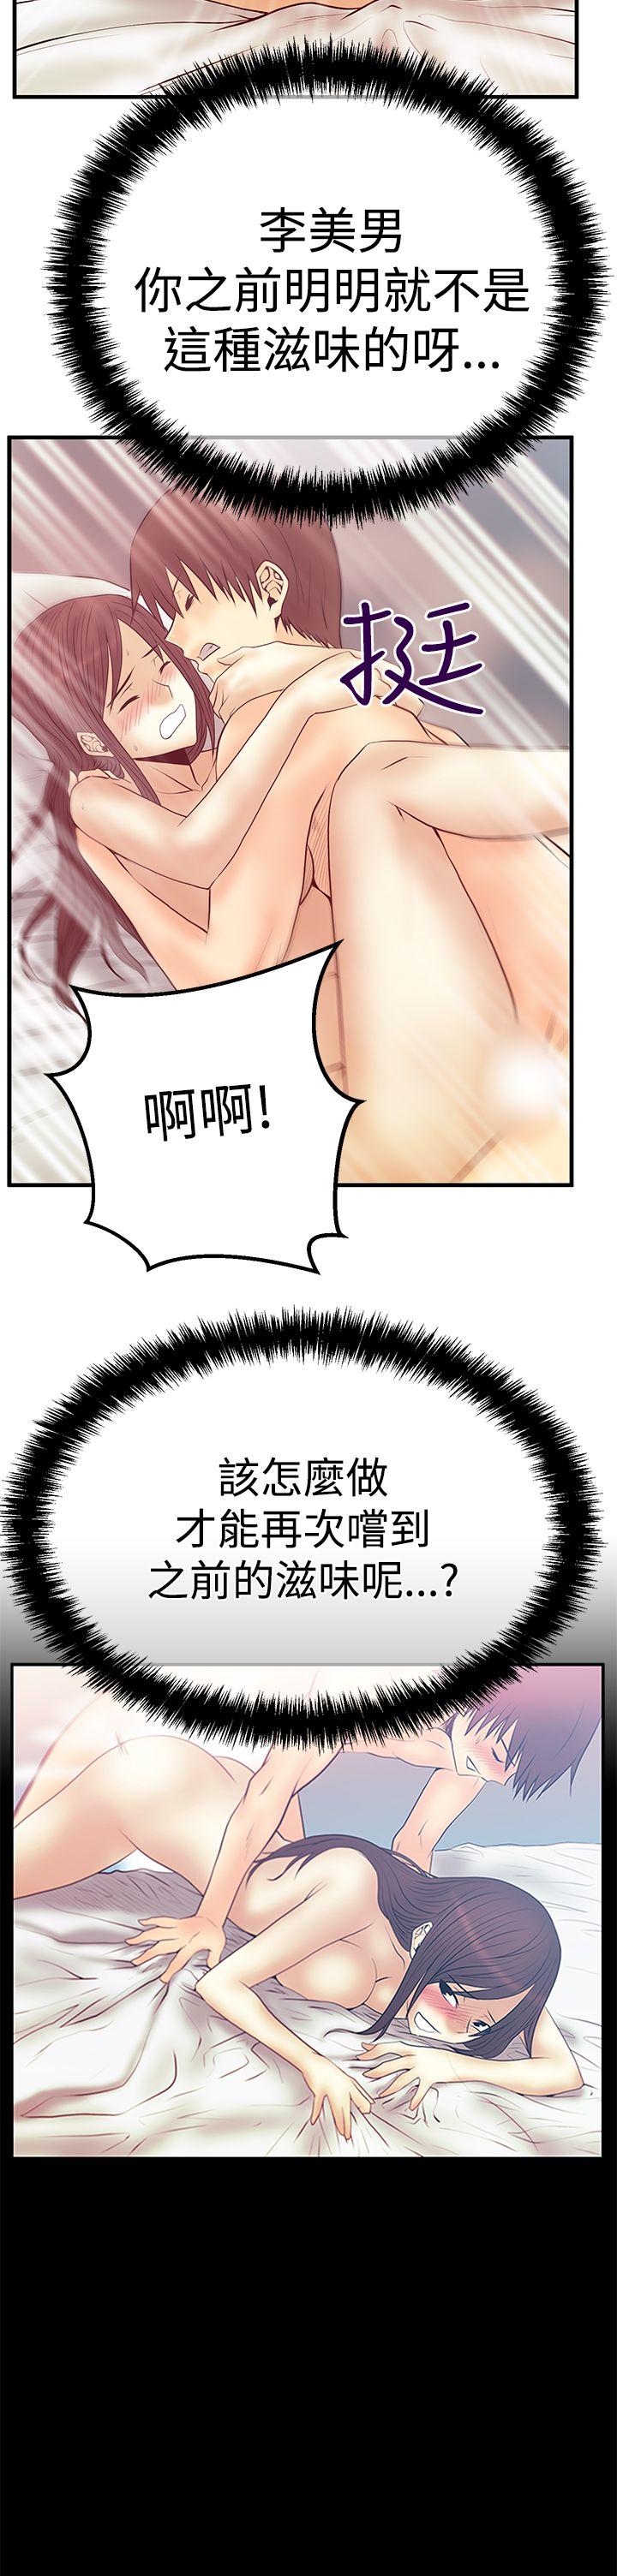 李美男
你之前明明就不是
這種滋味的呀...
挺
啊啊!
該怎麼做
才能再次嚐到
之前的滋味呢...?